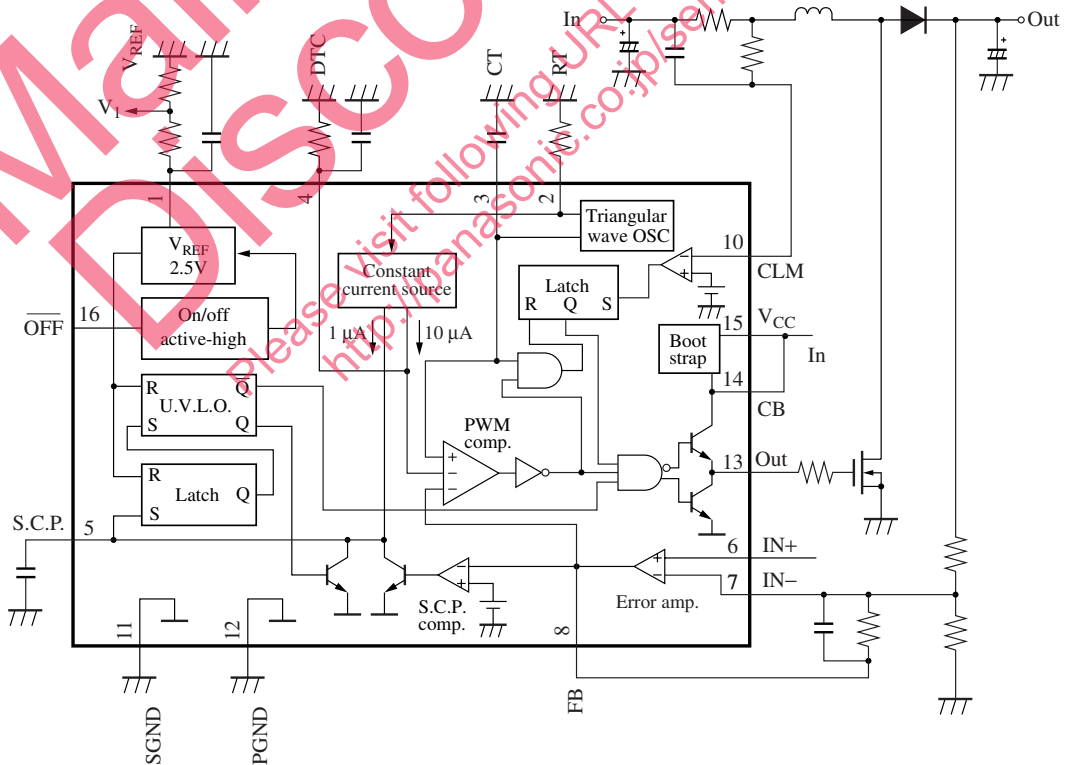 Mai
Disco
Please visit following URL
http://panasonic.co.jp/sem
In
Out
VREF
DTC
CT
RT
V1
1
4
3
2
VREF
2.5V
Constant
current source
Triangular
wave OSC
10
CLM
Latch
R Q S
16
OFF
On/off
active-high
1 µA
10 µA
15
VCC
In
Boot
strap
14
CB
R Q
U.V.L.O.
S Q
PWM
comp.
+
−
−
13
Out
R
Latch
Q
S
S.C.P.
5
6
IN+
7
IN−
+
−
Error amp.
−
+
S.C.P.
comp.
−
+
11
12
8
SGND
PGND
FB
+
+